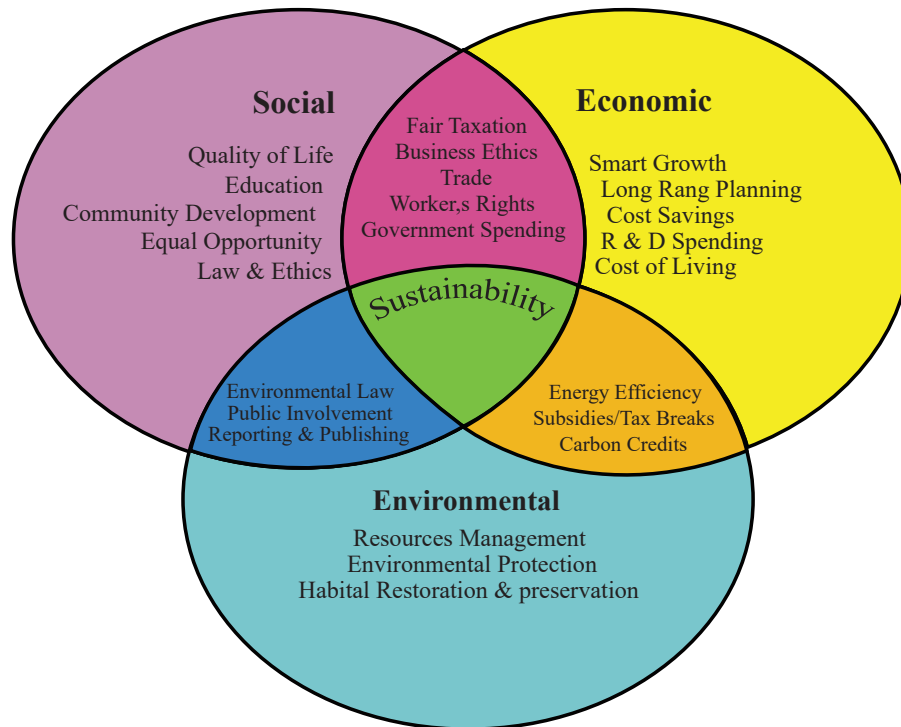 Social
Quality of Life
Education
Community Development
Equal Opportunity
Law & Ethics
Fair Taxation
Business Ethics
Trade
Worker,s Rights
Government Spending
Economic
Smart Growth
Long Rang Planning
Cost Savings
R & D Spending
Cost of Living
Sustainability
Environmental Law
Public Involvement
Reporting & Publishing
Energy Efficiency
Subsidies/Tax Breaks
Carbon Credits
Environmental
Resources Management
Environmental Protection
Habital Restoration & preservation